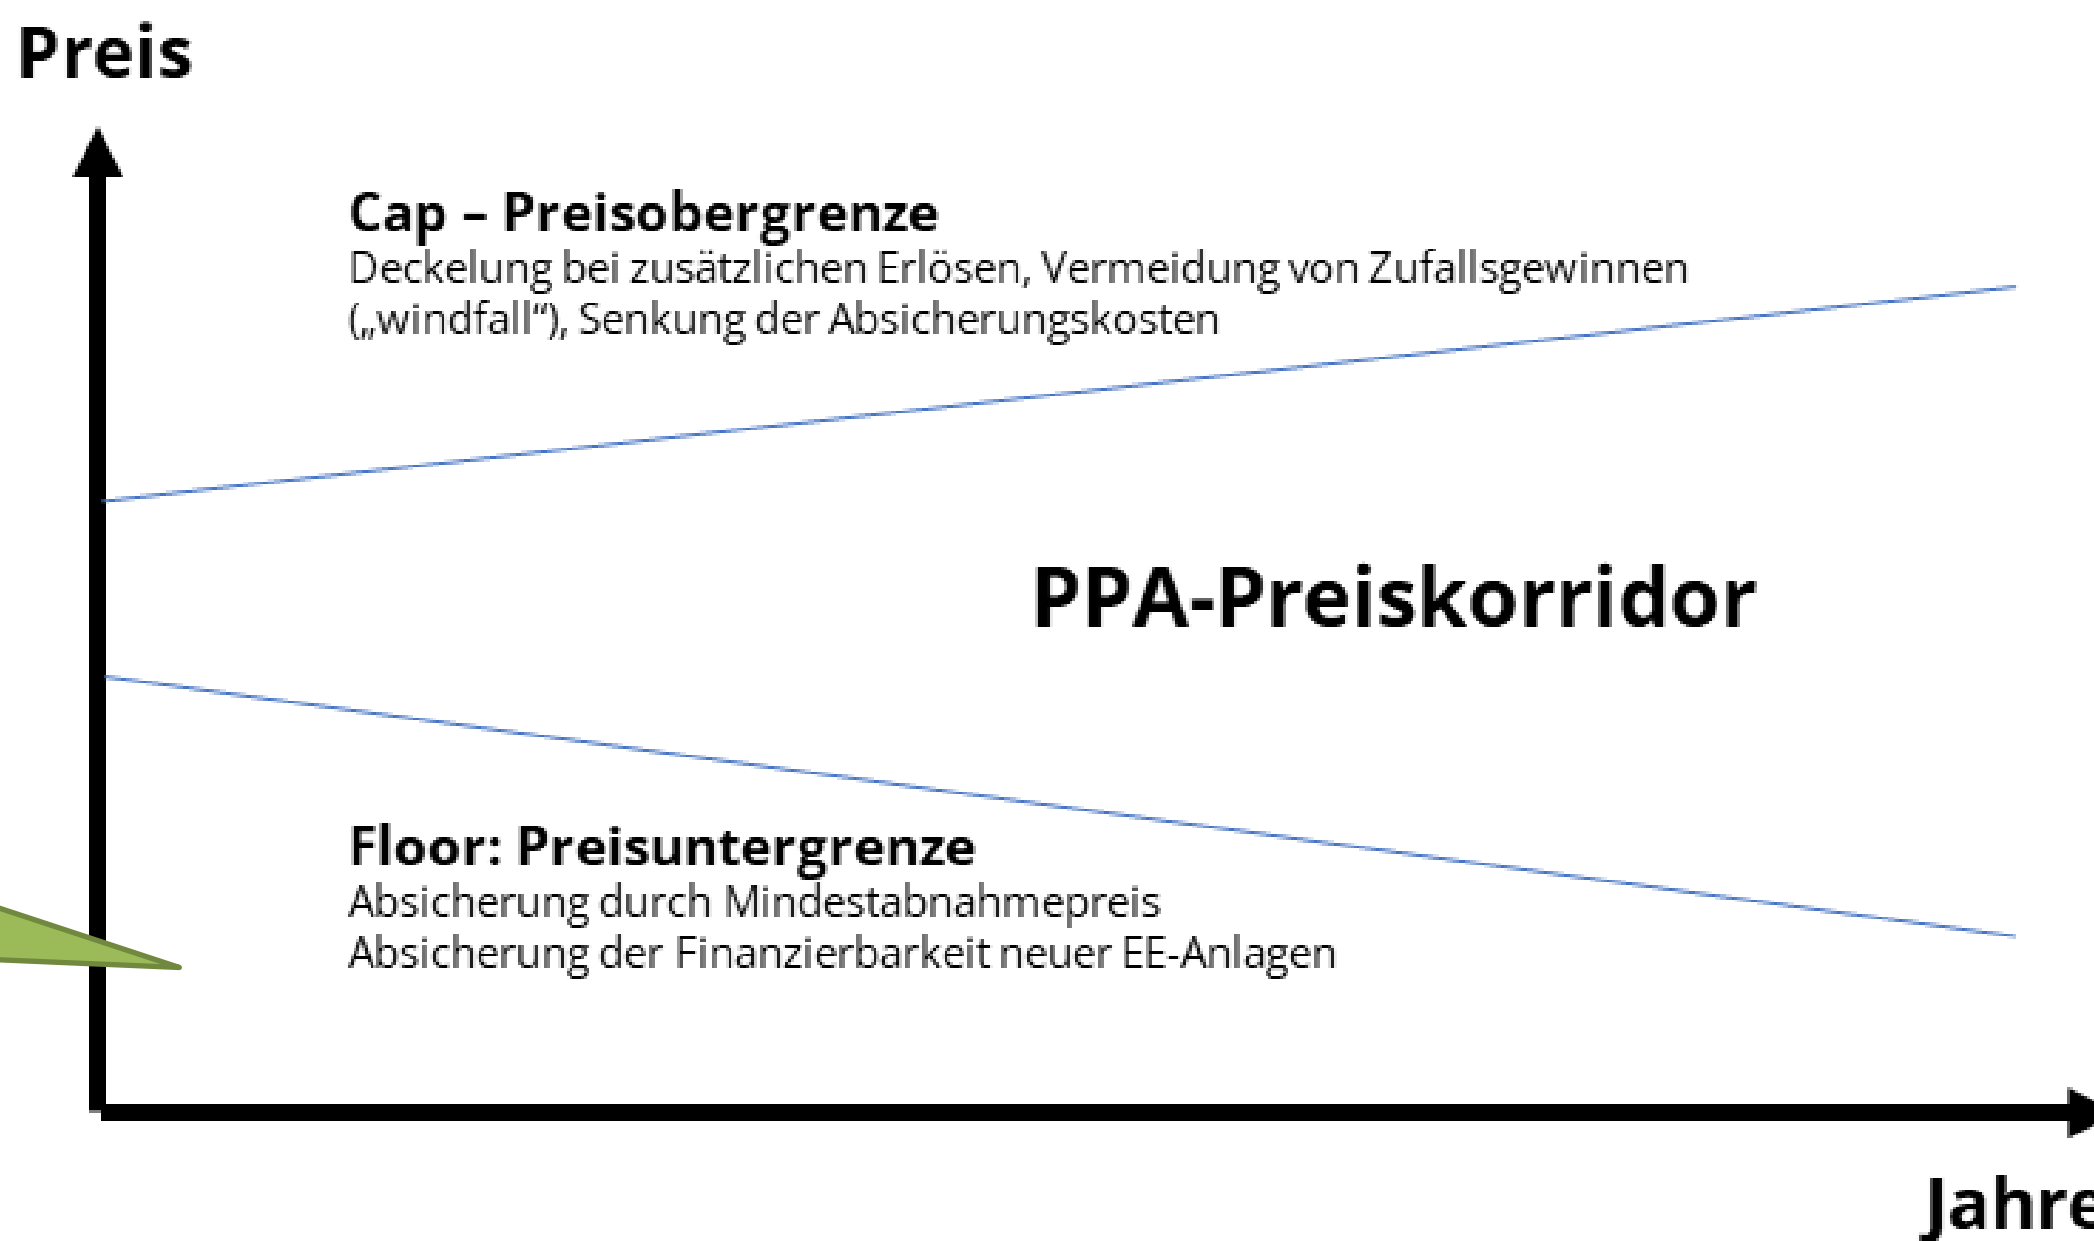 Preis
Cap – Preisobergrenze
Deckelung bei zusätzlichen Erlösen, Vermeidung von Zufallsgewinnen
(„windfall“), Senkung der Absicherungskosten
PPA-Preiskorridor
Floor: Preisuntergrenze
Absicherung durch Mindestabnahmepreis
Absicherung der Finanzierbarkeit neuer EE-Anlagen
Jahre